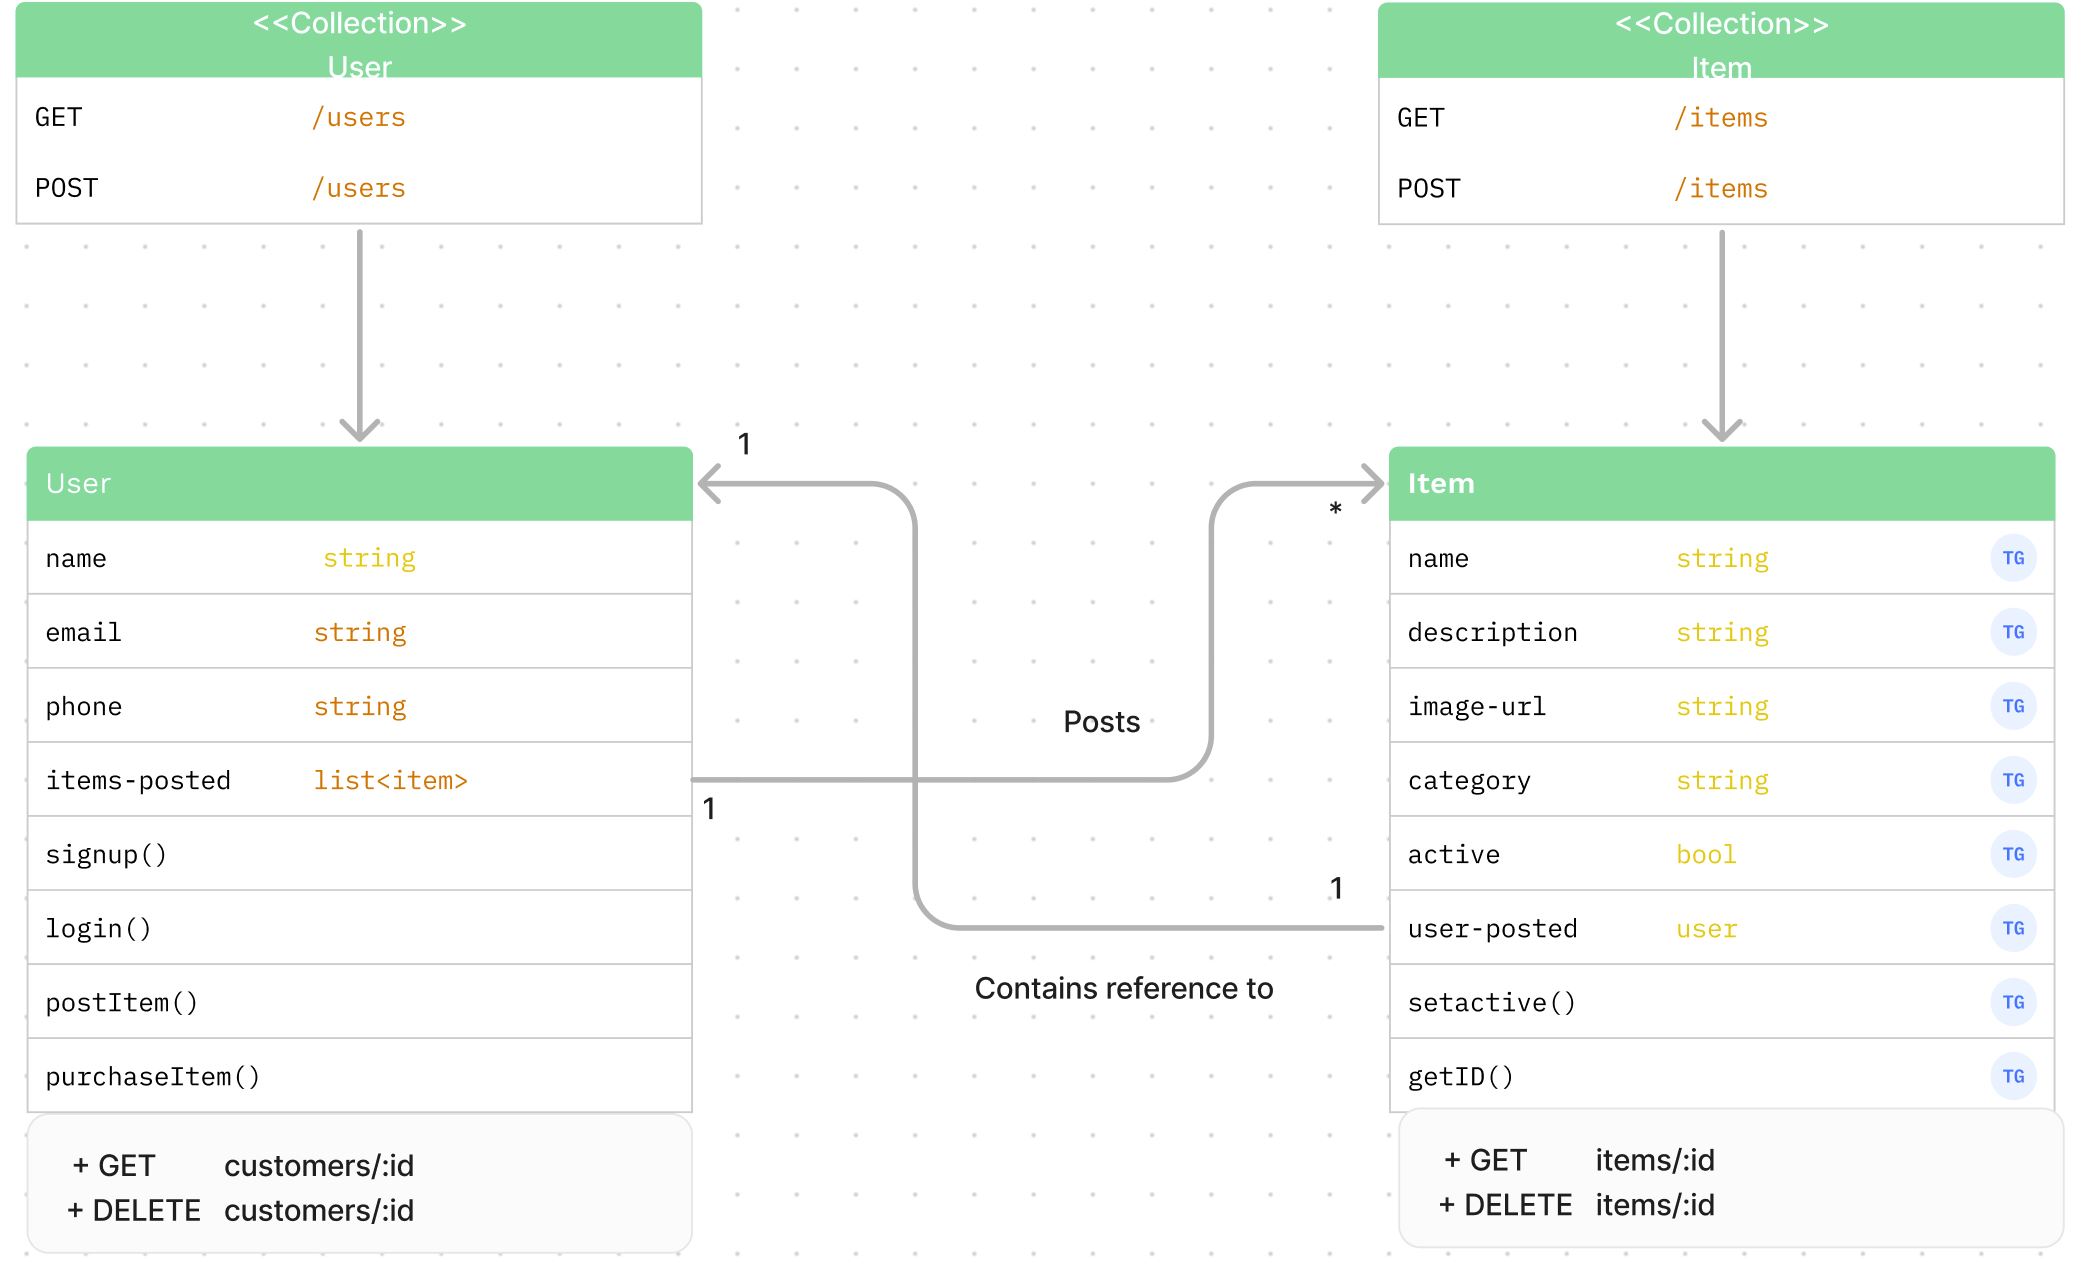 <<Collection>>
User
GET /users
POST /users
<<Collection>>
Item
GET /items
POST /items
User
name string
email string
phone string
items-posted list<item>
signup()
login()
postItem()
purchaseItem()
+ GET customers/:id
+ DELETE customers/:id
1
*
Posts
1
1
Contains reference to
Item
name string TG
description string TG
image-url string TG
category string TG
active bool TG
user-posted user TG
setactive() TG
getID() TG
+ GET items/:id
+ DELETE items/:id